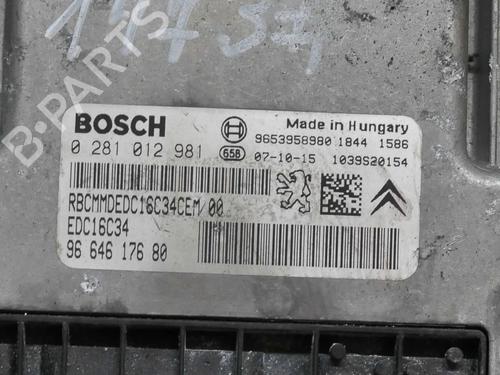 BOSCH
Made in Hungary
9653958980 1844 1586
0 281 012 981
658
07-10-15
1039S20154
RBCMMDEDC16C34CEM 00
EDC16C34
96 646 176 80
B-PARTS